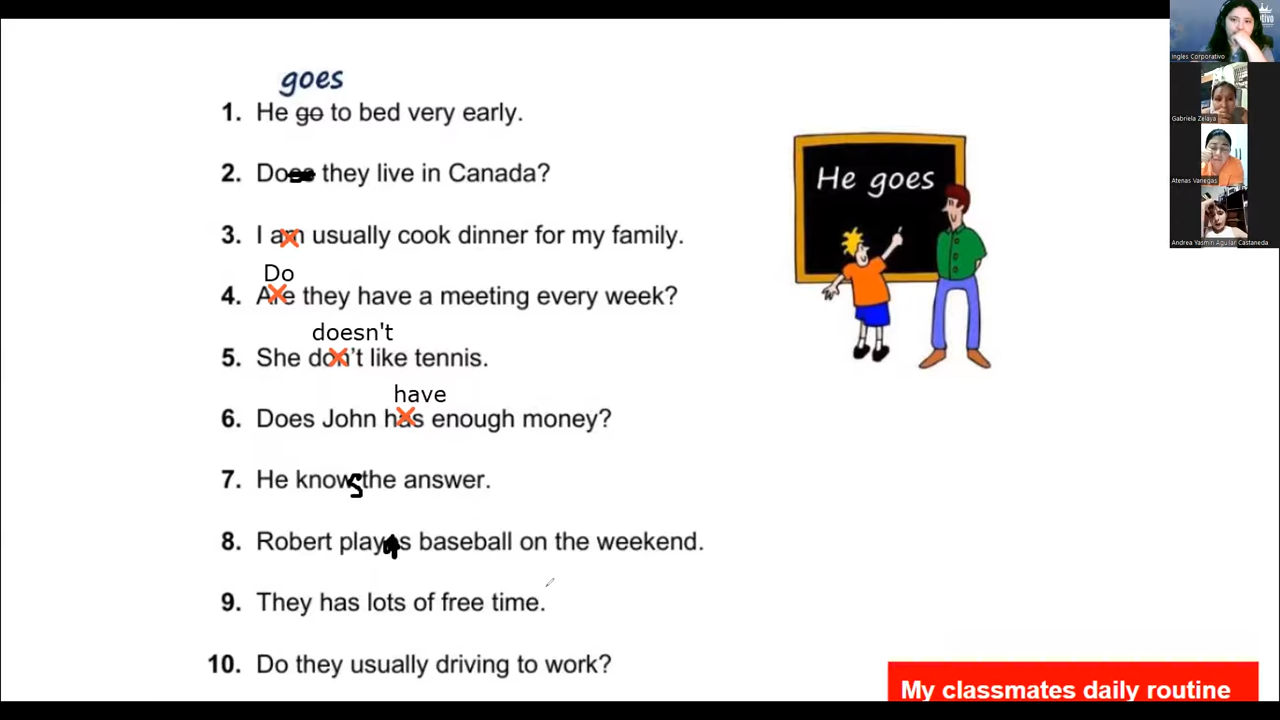 goes
1. He go to bed very early.
2. Does they live in Canada?
3. I am usually cook dinner for my family.
Do
4. Are they have a meeting every week?
doesn't
5. She don't like tennis.
have
6. Does John has enough money?
7. He knows the answer.
8. Robert plays baseball on the weekend.
9. They has lots of free time.
10. Do they usually driving to work?
He goes
My classmates daily routine
Ingles Corporativo
Gabriela Zelaya
Atenas Vanegas
Andrea Yasmin Aguilar Castaneda